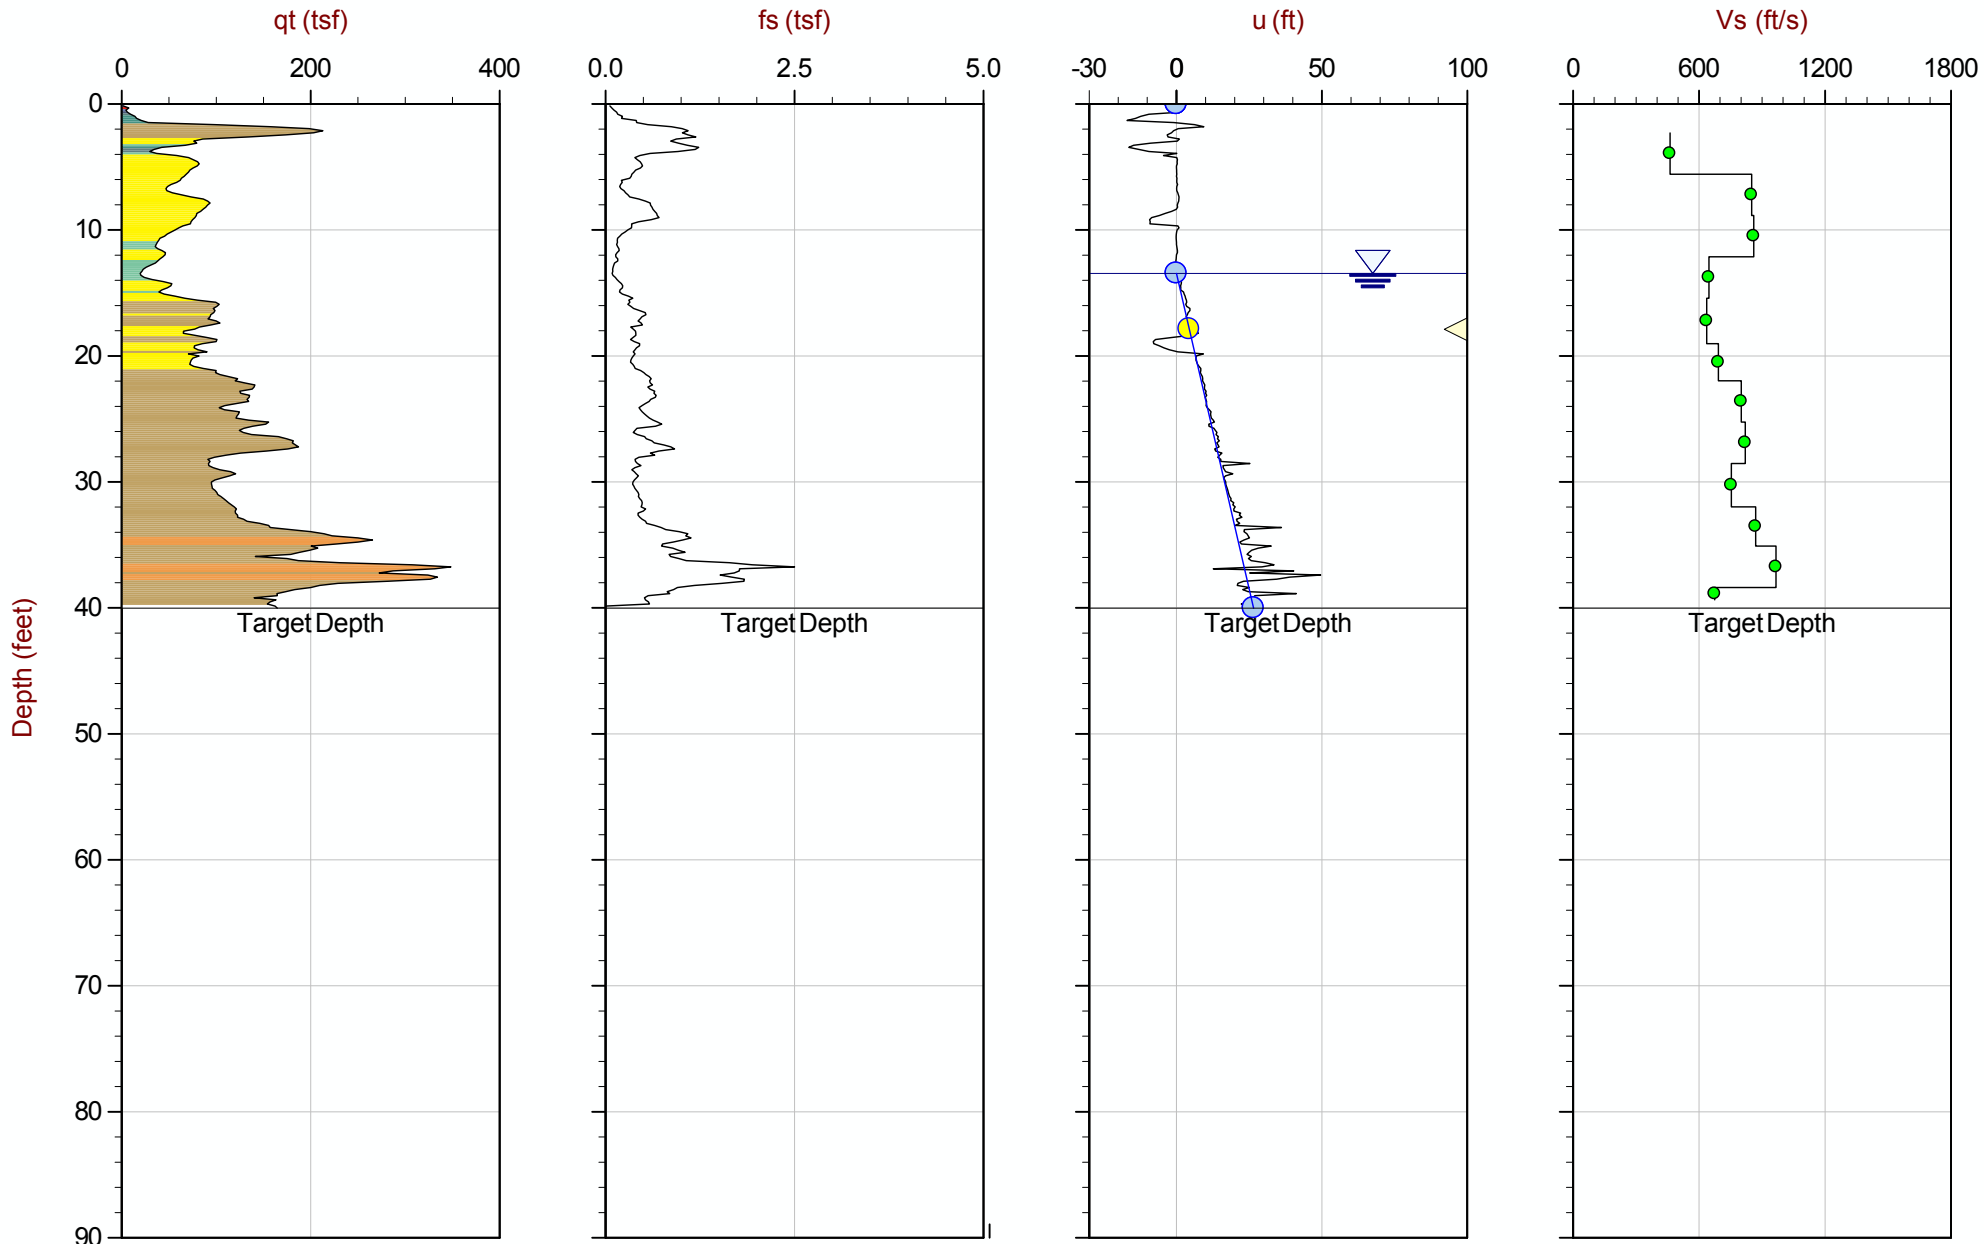 qt (tsf) fs (tsf) u (ft) Vs (ft/s)
0 200 400 0.0 2.5 5.0 -30 0 50 100 0 600 1200 1800
0
10
20
30
40
Target Depth Target Depth Target Depth Target Depth
Depth (feet)
50
60
70
80
90